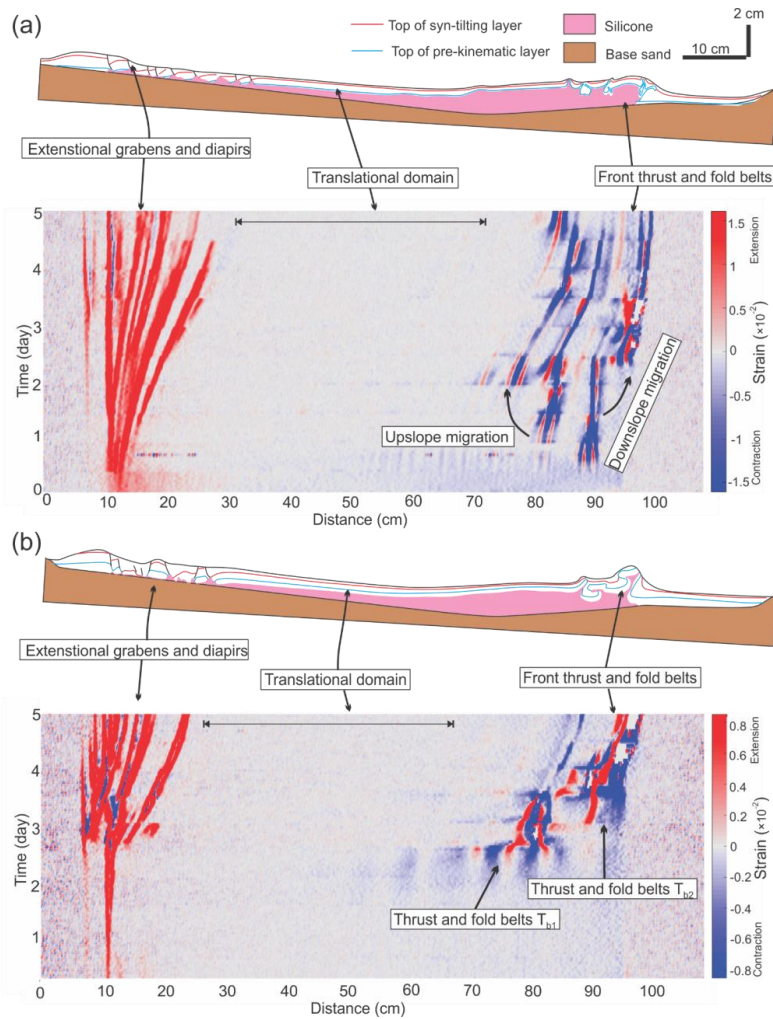 (a)
Top of syn-tilting layer
Top of pre-kinematic layer
Silicone
Base sand
2 cm
10 cm
Extenstional grabens and diapirs
Translational domain
Front thrust and fold belts
5
4
3
2
1
0
Time (day)
Upslope migration
Downslope migration
1.5
1
0.5
0
-0.5
-1
-1.5
Extension
Contraction
Strain (×10⁻²)
0 10 20 30 40 50 60 70 80 90 100
Distance (cm)
(b)
Extenstional grabens and diapirs
Translational domain
Front thrust and fold belts
5
4
3
2
1
Time (day)
Thrust and fold belts Tb1
Thrust and fold belts Tb2
0.8
0.6
0.4
0.2
0
-0.2
-0.4
-0.6
-0.8
Extension
Contraction
Strain (×10⁻²)
0 10 20 30 40 50 60 70 80 90 100
Distance (cm)